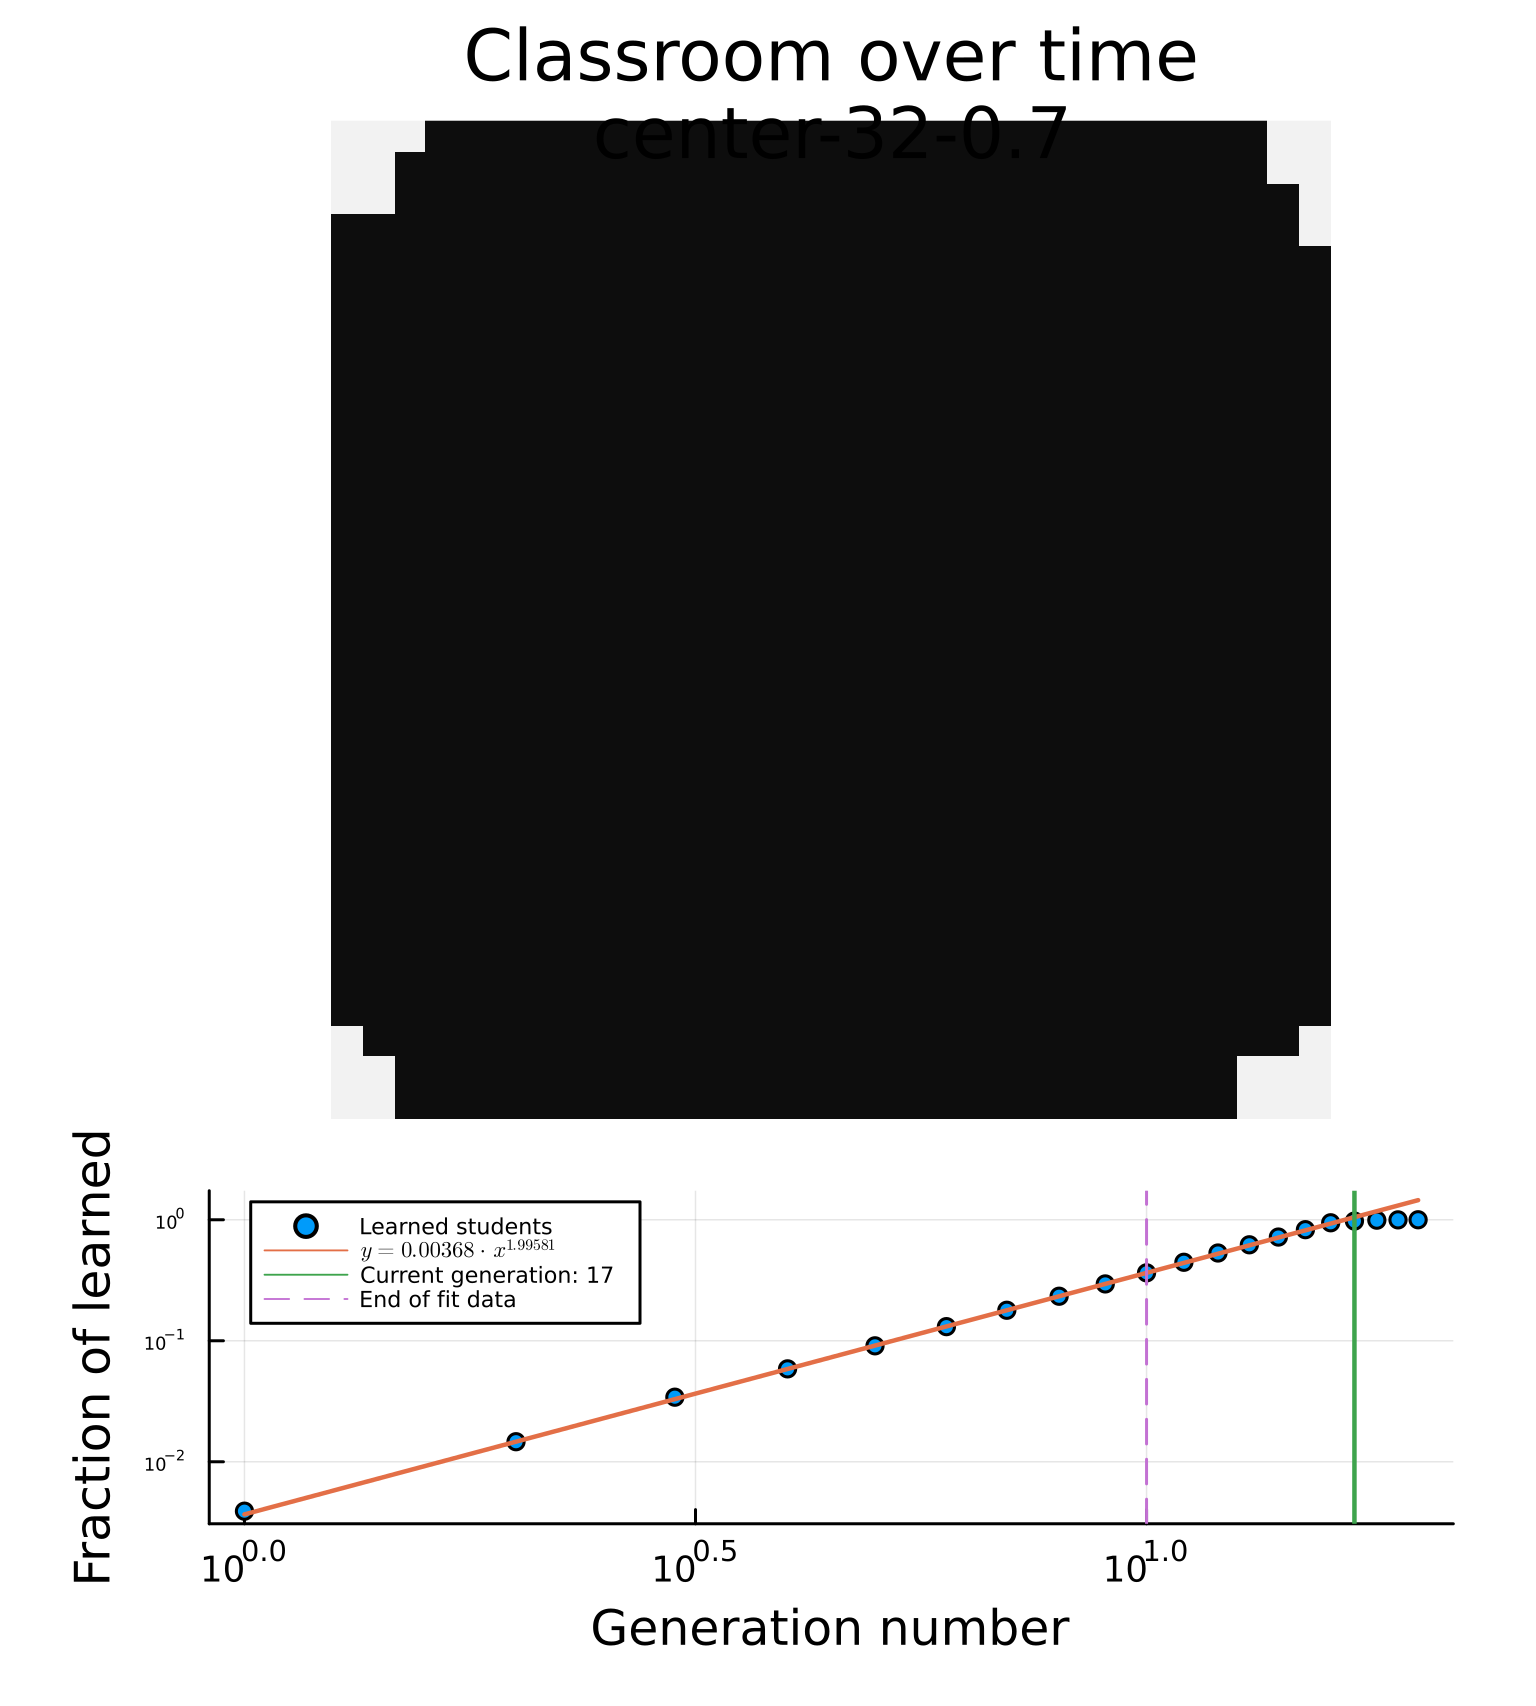 Classroom over time
center-32-0.7
Fraction of learned
10^0
10^−1
10^−2
Learned students
y = 0.00368 · x^1.99581
Current generation: 17
End of fit data
10^0.0 10^0.5 10^1.0
Generation number